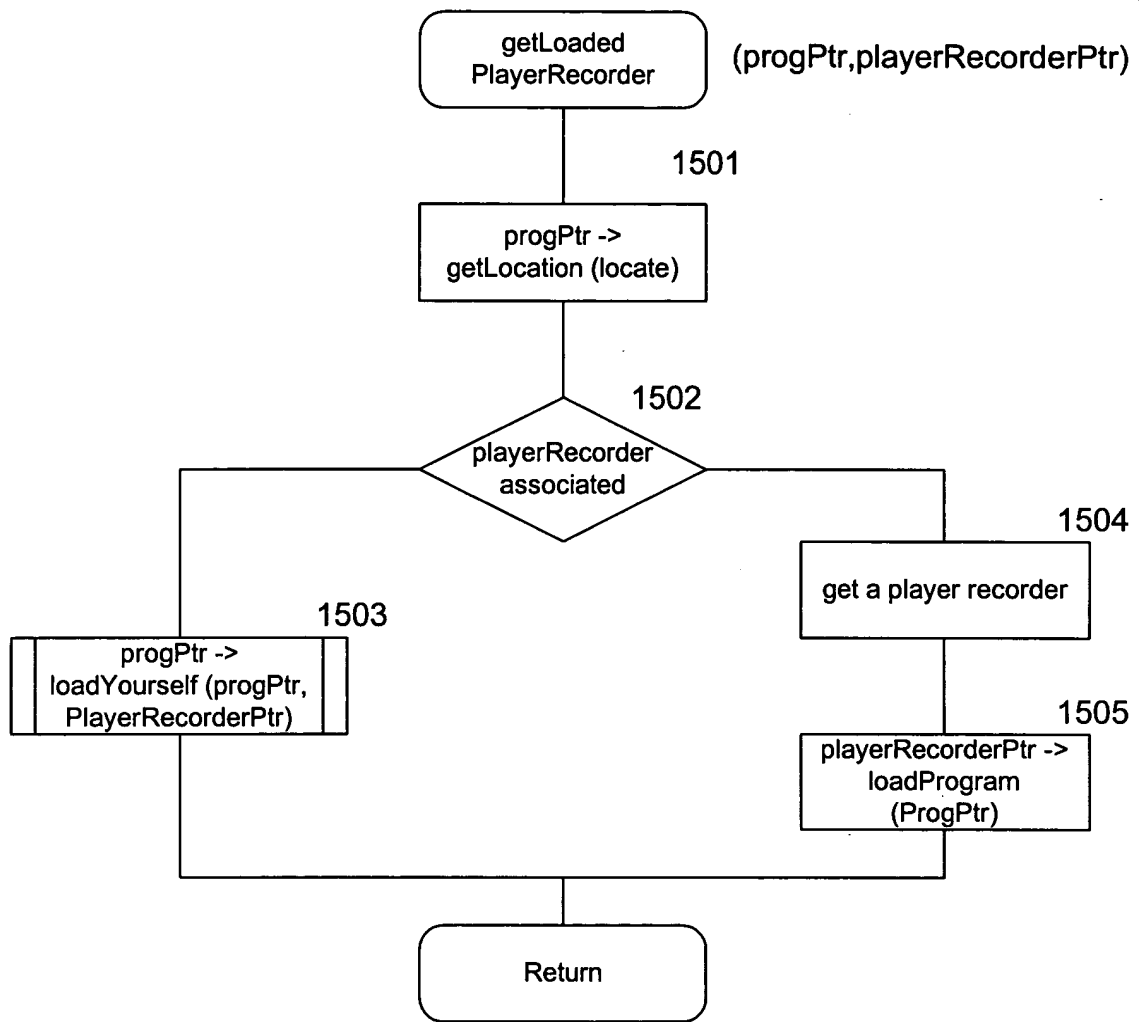 getLoaded
PlayerRecorder
(progPtr,playerRecorderPtr)
1501
progPtr ->
getLocation (locate)
1502
playerRecorder
associated
1503
progPtr ->
loadYourself (progPtr,
PlayerRecorderPtr)
1504
get a player recorder
1505
playerRecorderPtr ->
loadProgram
(ProgPtr)
Return